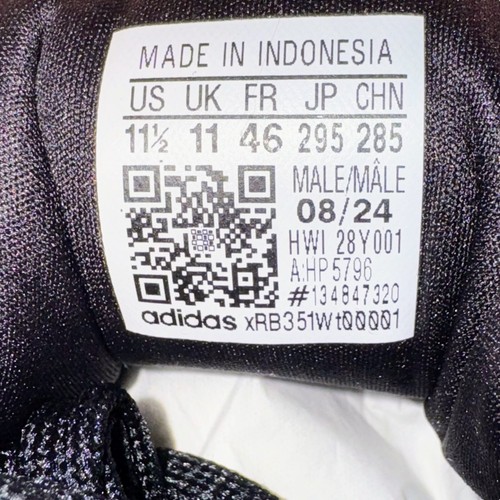 MADE IN INDONESIA
US UK FR JP CHN
11½ 11 46 295 285
MALE/MÂLE
08/24
HWI 28Y001
A:HP5796
#134847320
adidas xRB351Wt00001